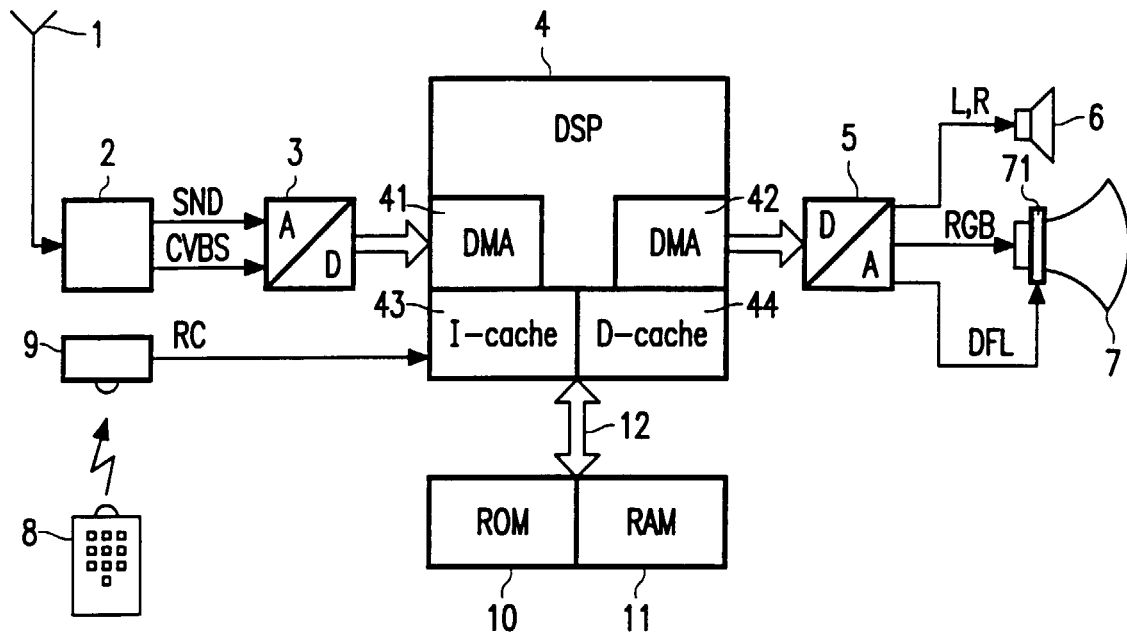 1
4
DSP
L,R
6
2
3
41
42
5
71
SND
CVBS
A
D
DMA
DMA
D
A
RGB
43
44
9
RC
I-cache
D-cache
DFL
7
12
8
ROM
RAM
10
11